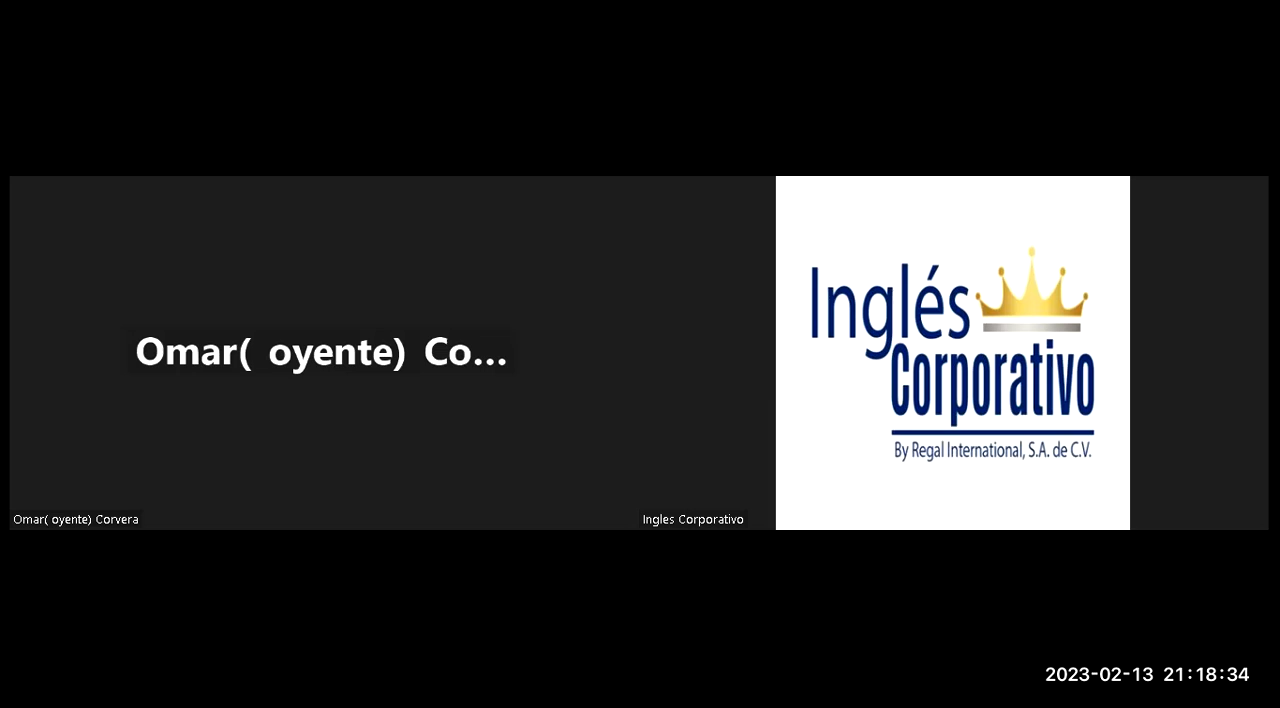 Omar( oyente) Co...
Omar( oyente) Corvera
Inglés
Corporativo
By Regal International, S.A. de C.V.
Ingles Corporativo
2023-02-13 21:18:34